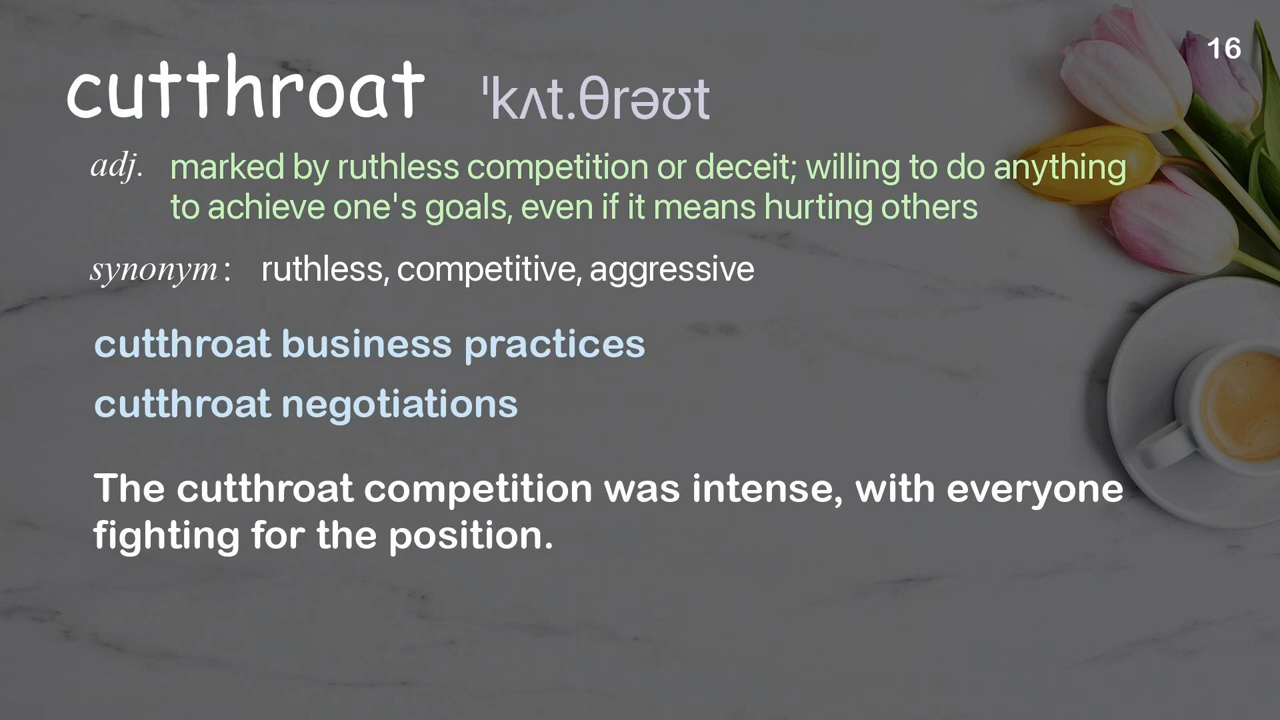 16
cutthroat ˈkʌt.θrəʊt
adj. marked by ruthless competition or deceit; willing to do anything
to achieve one's goals, even if it means hurting others
synonym: ruthless, competitive, aggressive
cutthroat business practices
cutthroat negotiations
The cutthroat competition was intense, with everyone
fighting for the position.